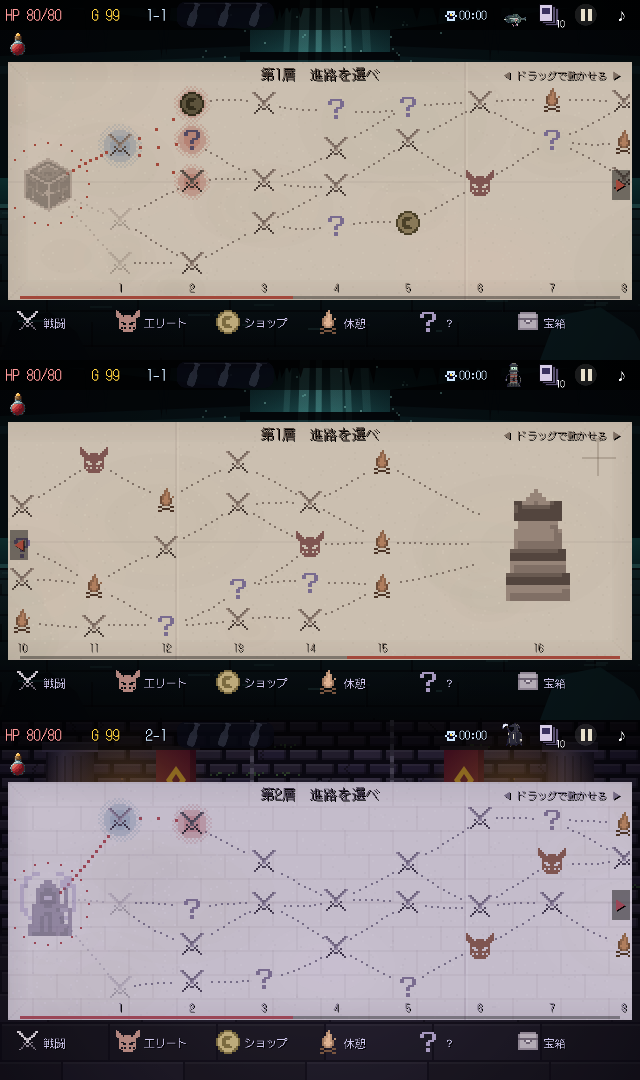 HP 80/80 G 99 1-1 00:00 10
第1層 進路を選べ ◀ ドラッグで動かせる ▶
1 2 3 4 5 6 7 8
戦闘 エリート ショップ 休憩 ? 宝箱
HP 80/80 G 99 1-1 00:00 10
第1層 進路を選べ ◀ ドラッグで動かせる ▶
10 11 12 13 14 15 16
戦闘 エリート ショップ 休憩 ? 宝箱
HP 80/80 G 99 2-1 00:00 10
第2層 進路を選べ ◀ ドラッグで動かせる ▶
1 2 3 4 5 6 7 8
戦闘 エリート ショップ 休憩 ? 宝箱